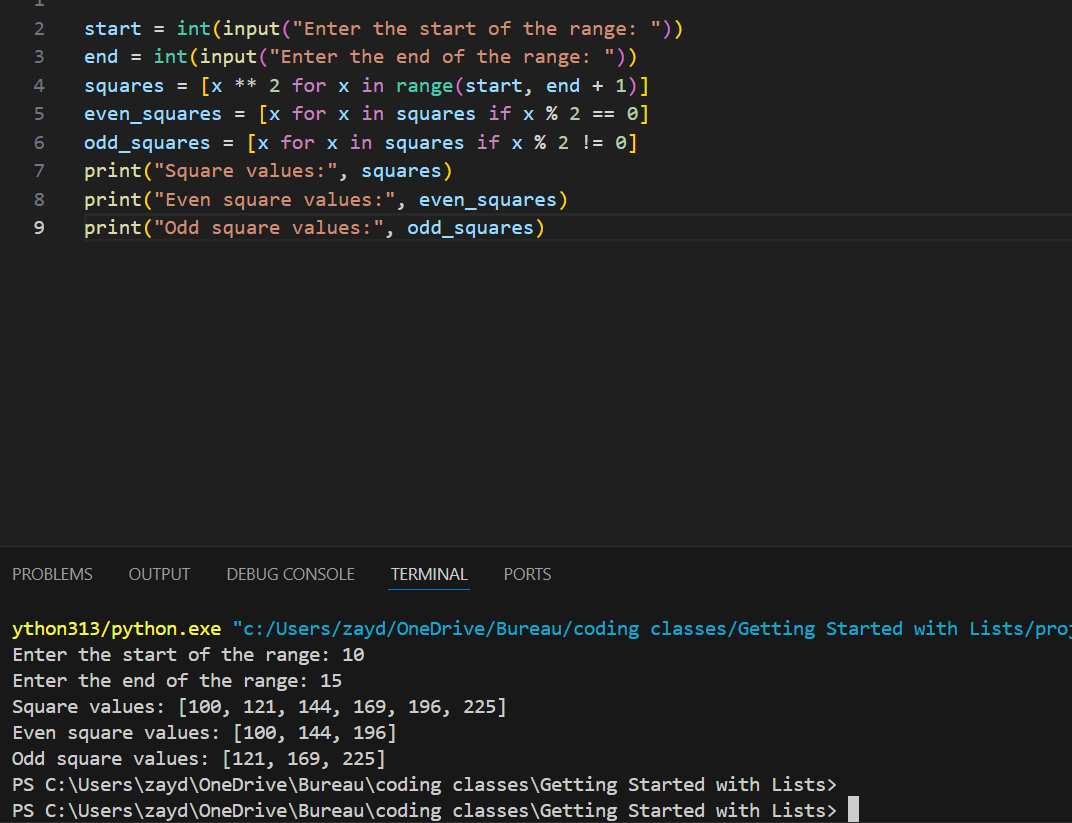 1
2 start = int(input("Enter the start of the range: "))
3 end = int(input("Enter the end of the range: "))
4 squares = [x ** 2 for x in range(start, end + 1)]
5 even_squares = [x for x in squares if x % 2 == 0]
6 odd_squares = [x for x in squares if x % 2 != 0]
7 print("Square values:", squares)
8 print("Even square values:", even_squares)
9 print("Odd square values:", odd_squares)
PROBLEMS OUTPUT DEBUG CONSOLE TERMINAL PORTS
ython313/python.exe "c:/Users/zayd/OneDrive/Bureau/coding classes/Getting Started with Lists/proj
Enter the start of the range: 10
Enter the end of the range: 15
Square values: [100, 121, 144, 169, 196, 225]
Even square values: [100, 144, 196]
Odd square values: [121, 169, 225]
PS C:\Users\zayd\OneDrive\Bureau\coding classes\Getting Started with Lists>
PS C:\Users\zayd\OneDrive\Bureau\coding classes\Getting Started with Lists>